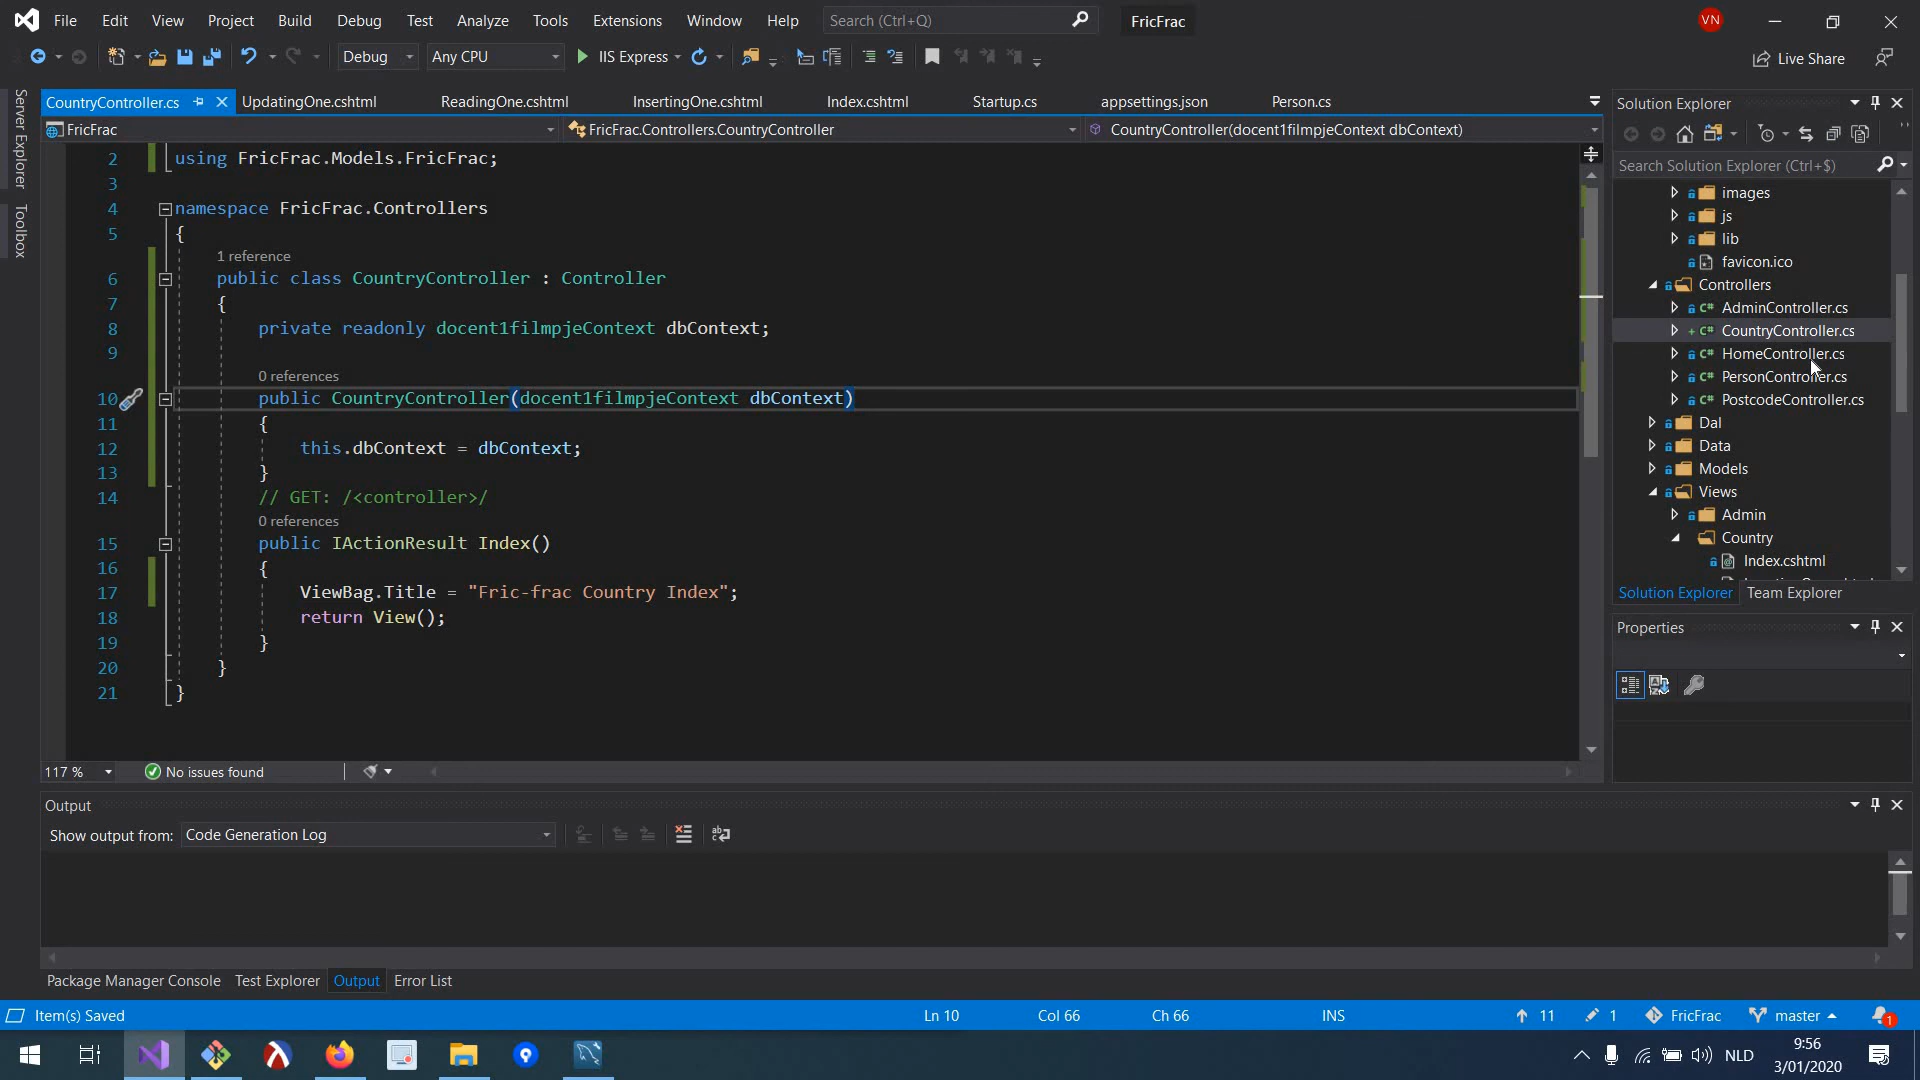 File Edit View Project Build Debug Test Analyze Tools Extensions Window Help Search (Ctrl+Q) FricFrac VN
Debug Any CPU IIS Express Live Share
Server Explorer
Toolbox
CountryController.cs UpdatingOne.cshtml ReadingOne.cshtml InsertingOne.cshtml Index.cshtml Startup.cs appsettings.json Person.cs
FricFrac FricFrac.Controllers.CountryController CountryController(docent1filmpjeContext dbContext)
2 using FricFrac.Models.FricFrac;
3
4 namespace FricFrac.Controllers
5 {
1 reference
6 public class CountryController : Controller
7 {
8 private readonly docent1filmpjeContext dbContext;
9
0 references
10 public CountryController(docent1filmpjeContext dbContext)
11 {
12 this.dbContext = dbContext;
13 }
14 // GET: /<controller>/
0 references
15 public IActionResult Index()
16 {
17 ViewBag.Title = "Fric-frac Country Index";
18 return View();
19 }
20 }
21 }
117 % No issues found
Solution Explorer
Search Solution Explorer (Ctrl+$)
images
js
lib
favicon.ico
Controllers
C# AdminController.cs
C# CountryController.cs
C# HomeController.cs
C# PersonController.cs
C# PostcodeController.cs
Dal
Data
Models
Views
Admin
Country
Index.cshtml
Solution Explorer Team Explorer
Properties
Output
Show output from: Code Generation Log
Package Manager Console Test Explorer Output Error List
Item(s) Saved Ln 10 Col 66 Ch 66 INS 11 1 FricFrac master 1
NLD 9:56
3/01/2020